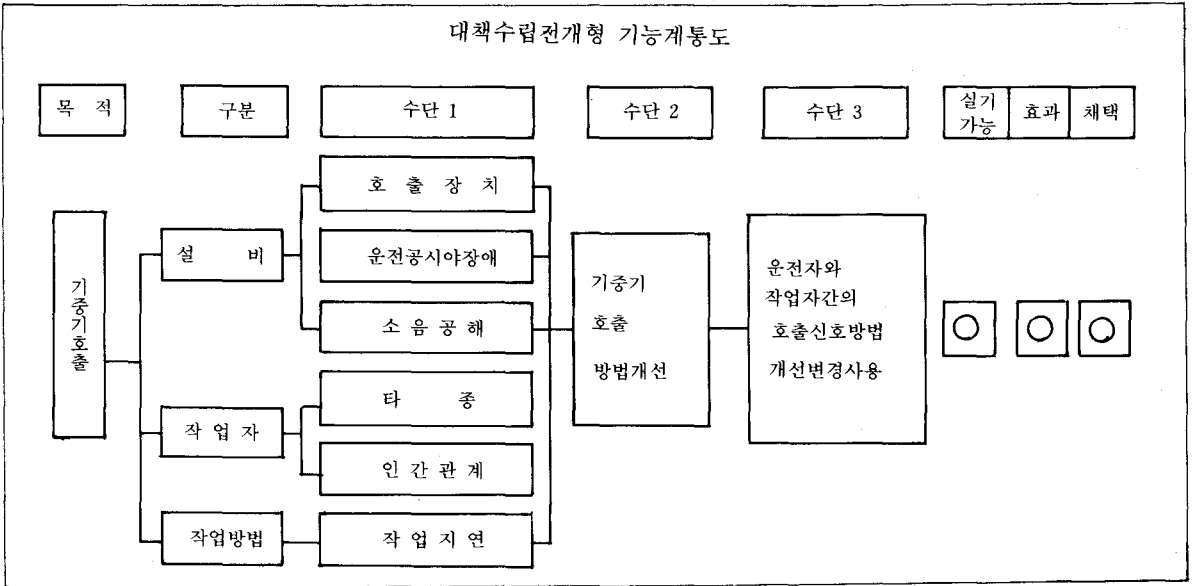 대책수립전개형 기능계통도
목 적
구분
수단 1
수단 2
수단 3
실기
가능
효과
채택
기중기호출
설 비
작 업 자
작업방법
호 출 장 치
운전공시야장애
소 음 공 해
타 종
인 간 관 계
작 업 지 연
기중기
호출
방법개선
운전자와
작업자간의
호출신호방법
개선변경사용